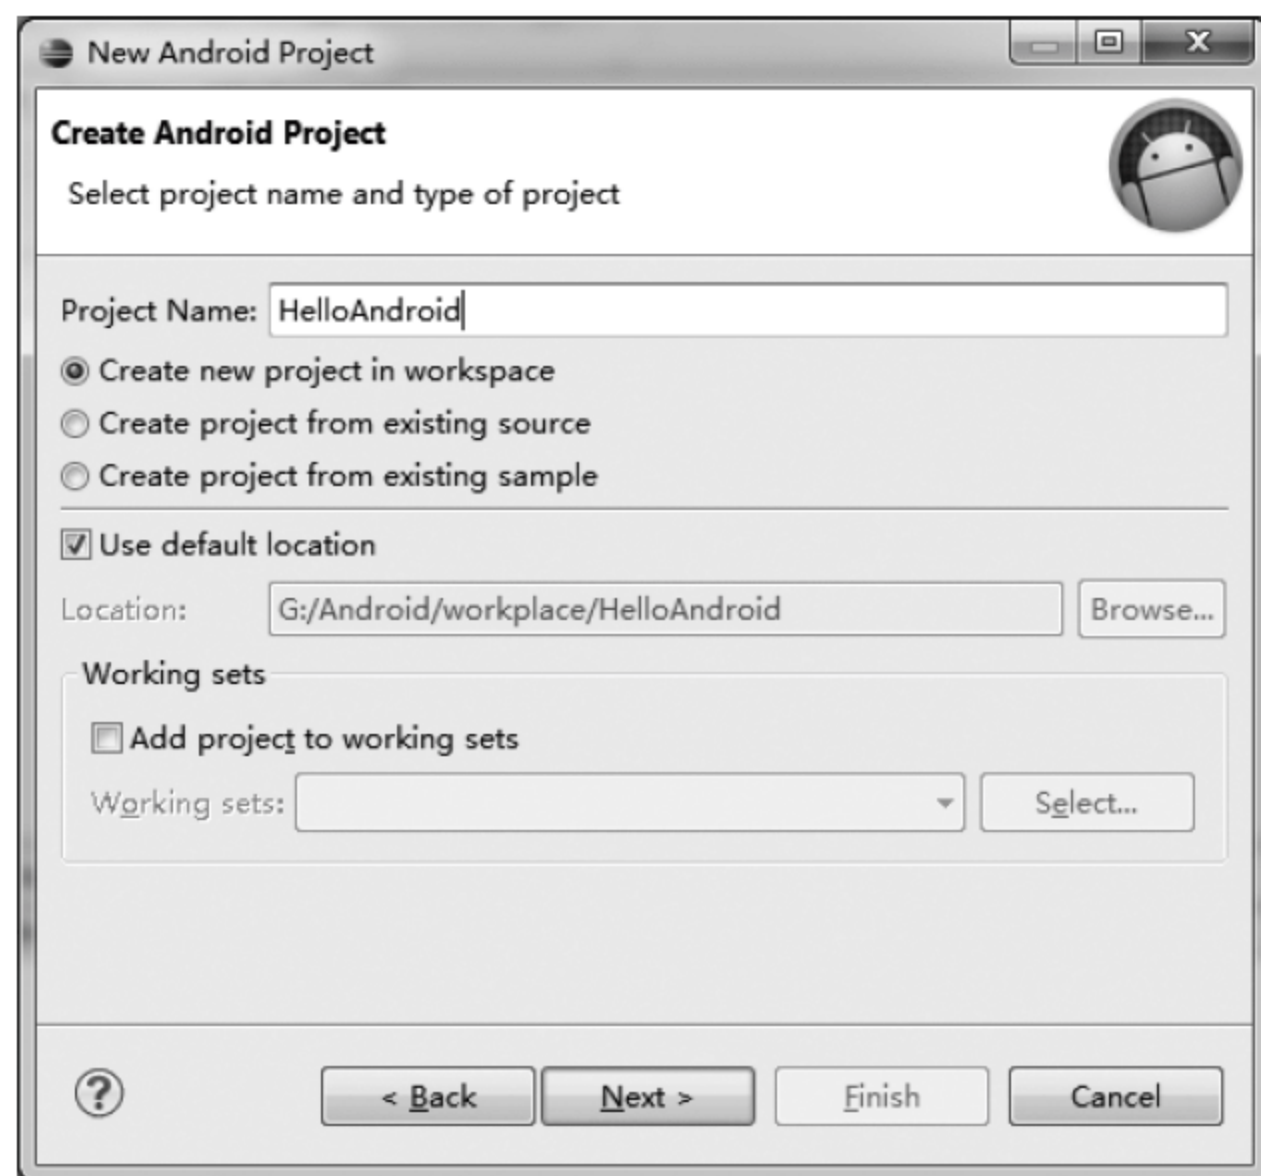 New Android Project
Create Android Project
Select project name and type of project
Project Name: HelloAndroid
Create new project in workspace
Create project from existing source
Create project from existing sample
Use default location
Location: G:/Android/workplace/HelloAndroid Browse...
Working sets
Add project to working sets
Working sets: Select...
< Back Next > Finish Cancel